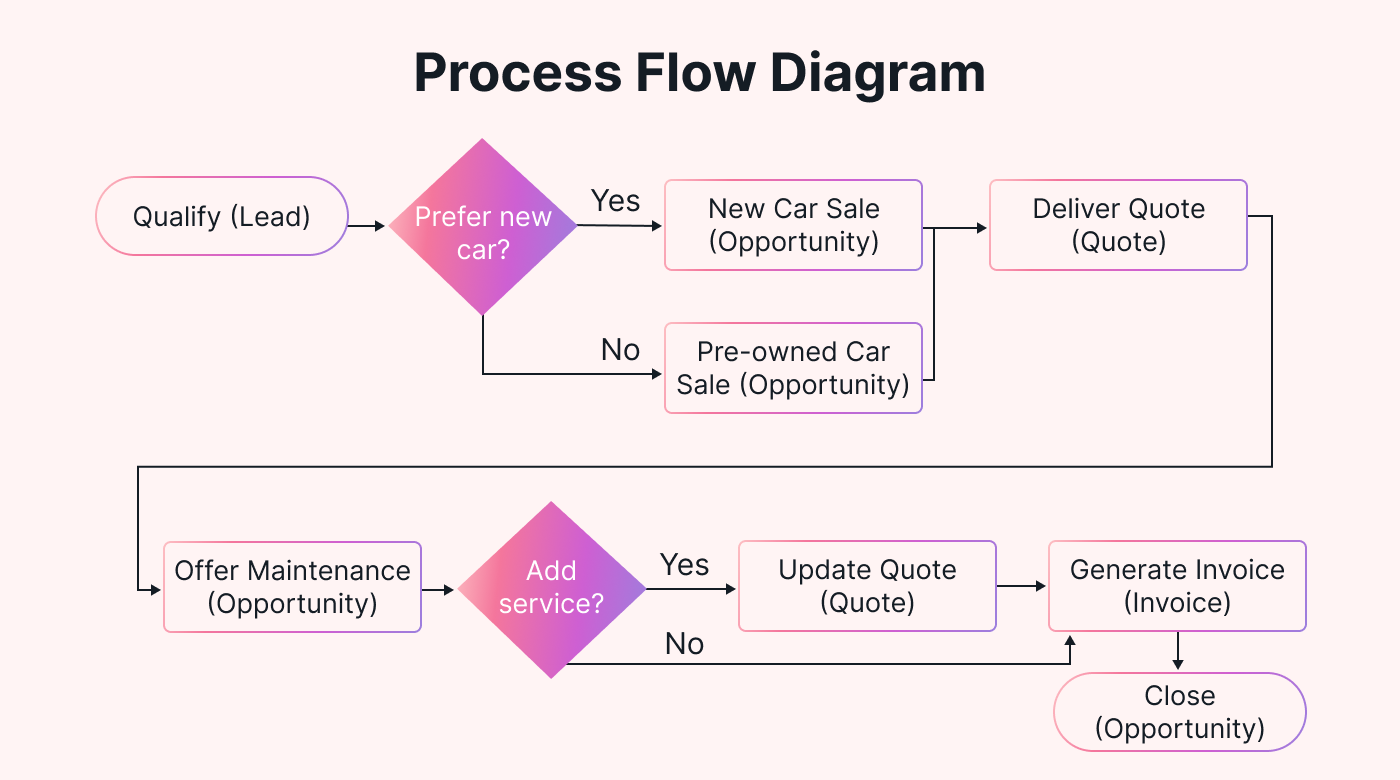 Process Flow Diagram
Qualify (Lead)
Prefer new
car?
Yes
New Car Sale
(Opportunity)
Deliver Quote
(Quote)
No
Pre-owned Car
Sale (Opportunity)
Offer Maintenance
(Opportunity)
Add
service?
Yes
Update Quote
(Quote)
Generate Invoice
(Invoice)
No
Close
(Opportunity)